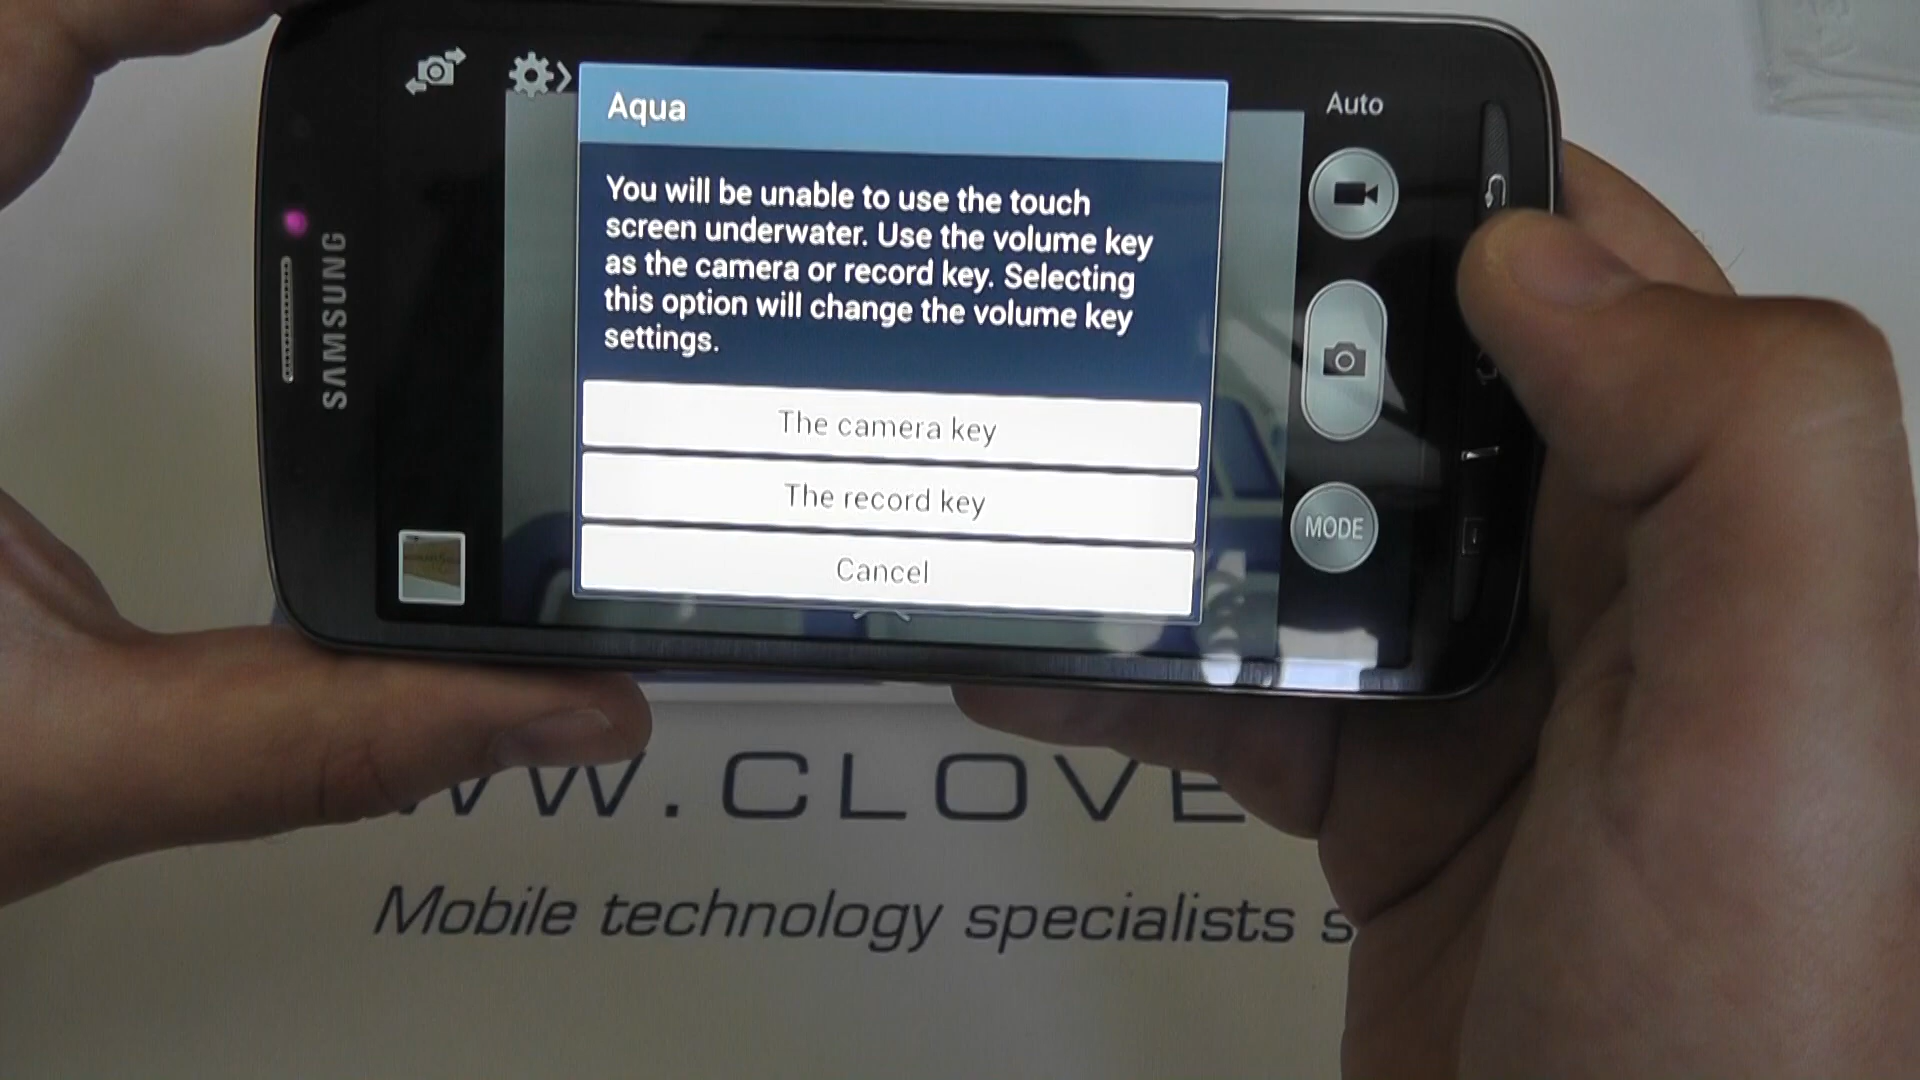 Aqua
You will be unable to use the touch
screen underwater. Use the volume key
as the camera or record key. Selecting
this option will change the volume key
settings.
The camera key
The record key
Cancel
Auto
MODE
SAMSUNG
WW.CLOVE
Mobile technology specialists s